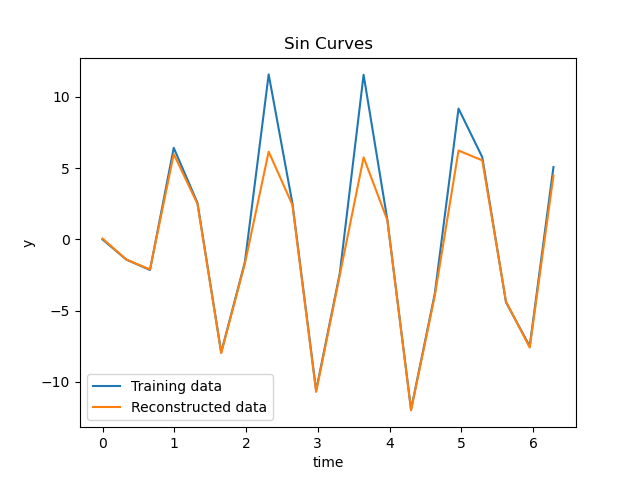 Sin Curves
10
5
0
−5
−10
y
Training data
Reconstructed data
0 1 2 3 4 5 6
time